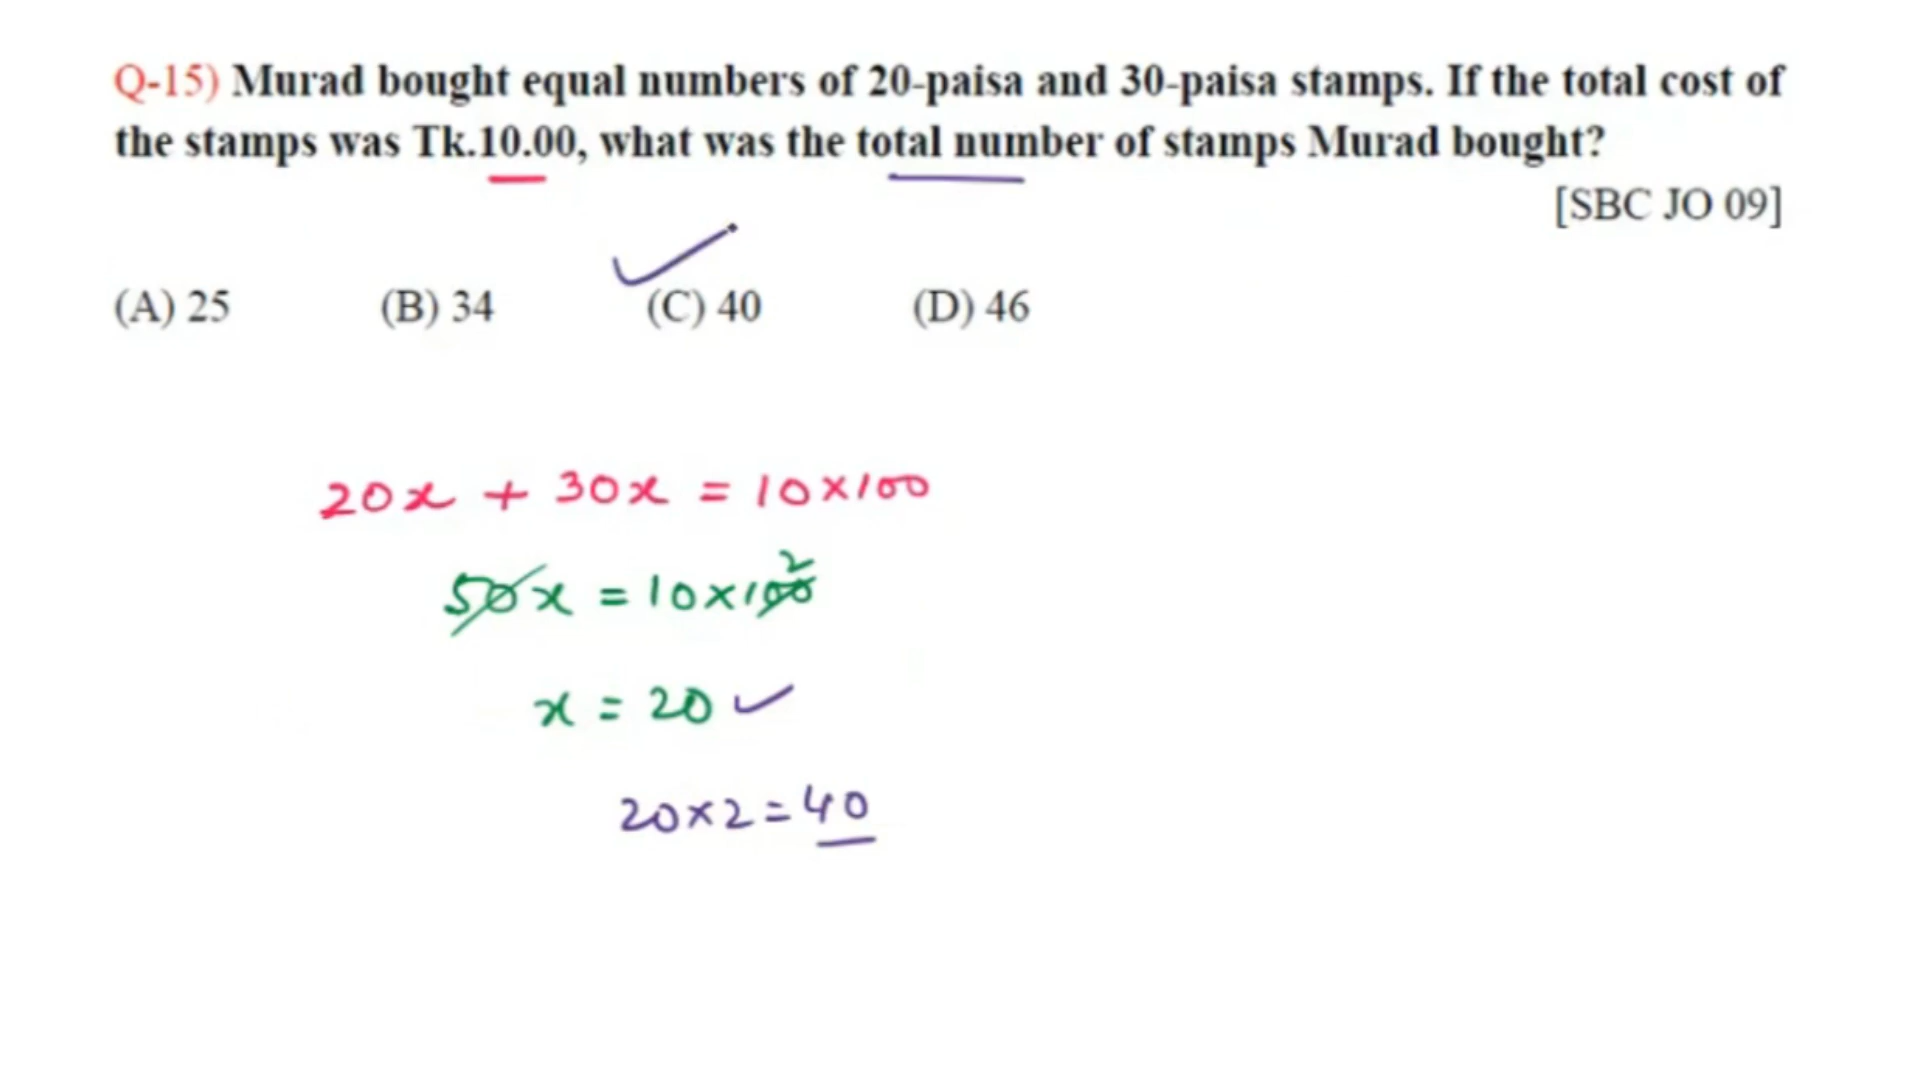 Q-15) Murad bought equal numbers of 20-paisa and 30-paisa stamps. If the total cost of
the stamps was Tk.10.00, what was the total number of stamps Murad bought?
[SBC JO 09]
(A) 25 (B) 34 (C) 40 (D) 46
20x + 30x = 10×100
50x = 10×100 2
x = 20
20×2=40